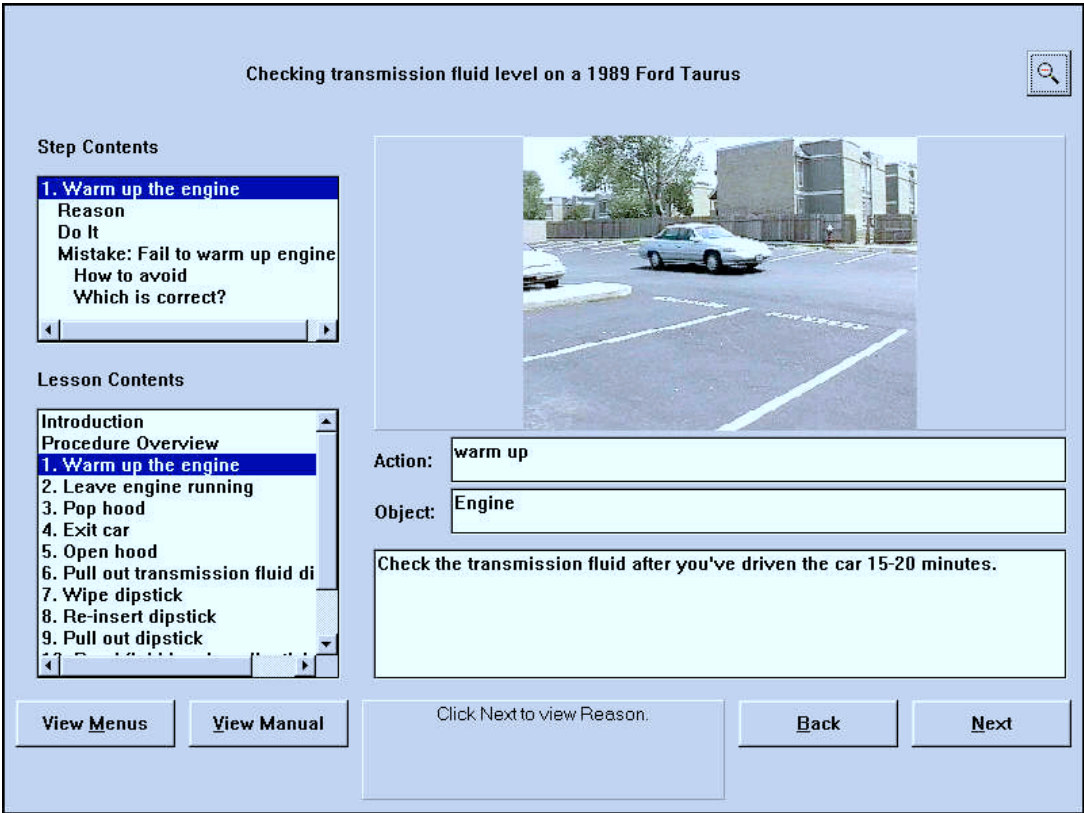 Checking transmission fluid level on a 1989 Ford Taurus
Step Contents
1. Warm up the engine
Reason
Do It
Mistake: Fail to warm up engine
How to avoid
Which is correct?
Lesson Contents
Introduction
Procedure Overview
1. Warm up the engine
2. Leave engine running
3. Pop hood
4. Exit car
5. Open hood
6. Pull out transmission fluid di
7. Wipe dipstick
8. Re-insert dipstick
9. Pull out dipstick
Action: warm up
Object: Engine
Check the transmission fluid after you've driven the car 15-20 minutes.
View Menus
View Manual
Click Next to view Reason.
Back
Next